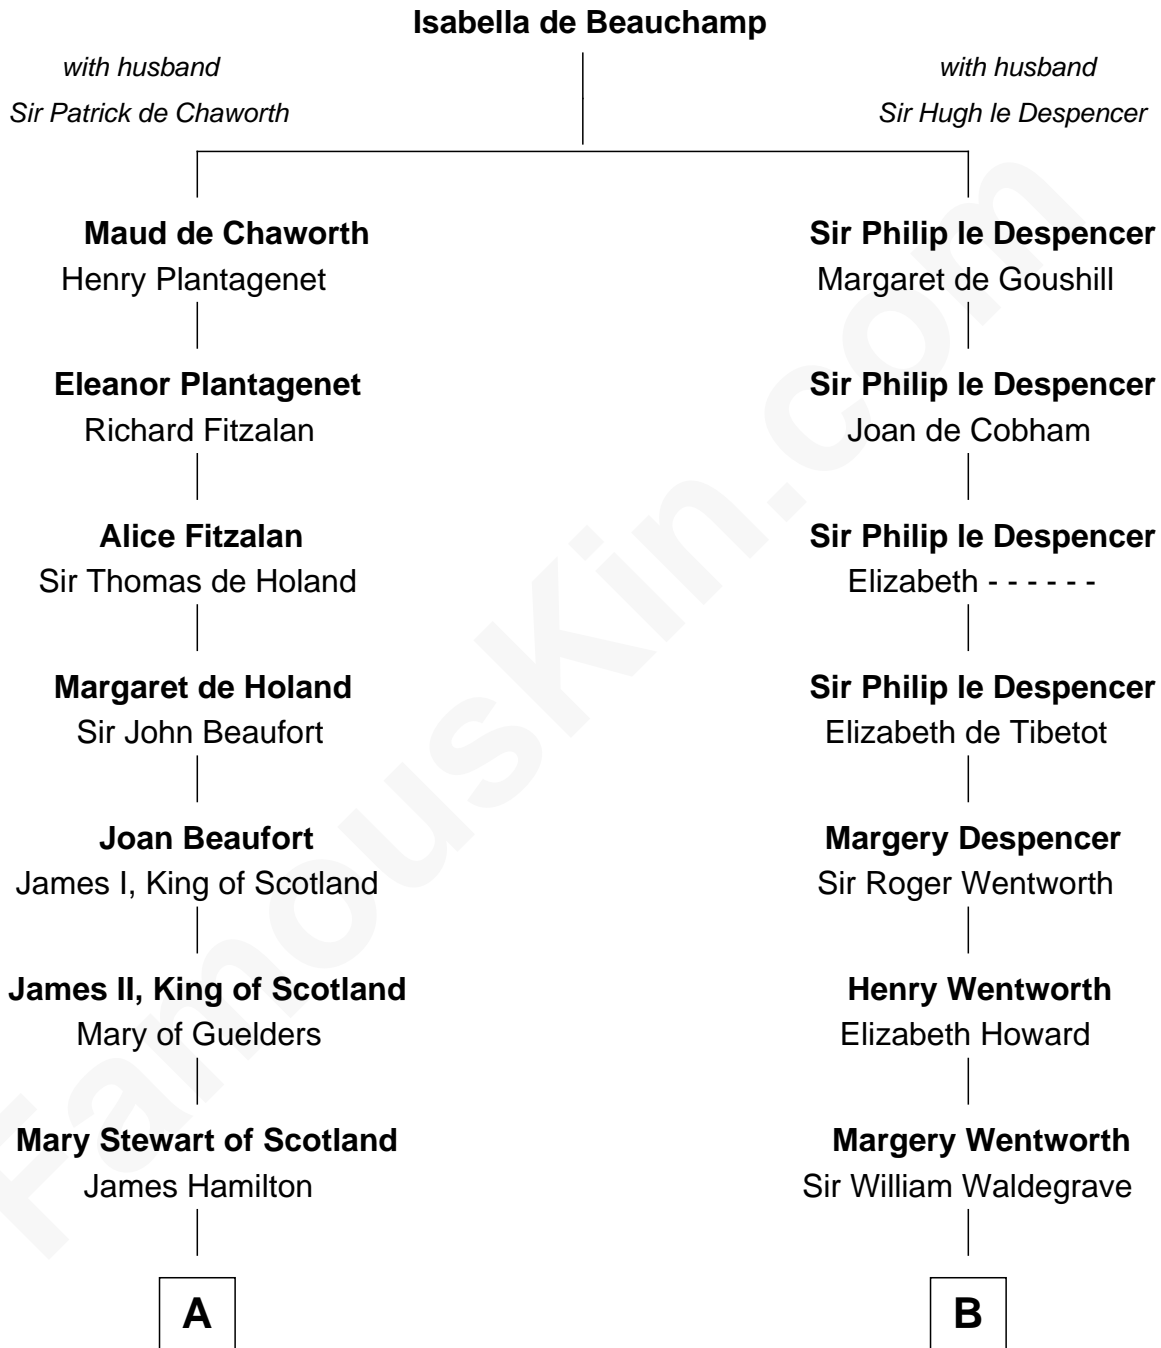 Isabella de Beauchamp
with husband
Sir Patrick de Chaworth
with husband
Sir Hugh le Despencer
Maud de Chaworth
Henry Plantagenet
Sir Philip le Despencer
Margaret de Goushill
Eleanor Plantagenet
Richard Fitzalan
Sir Philip le Despencer
Joan de Cobham
Alice Fitzalan
Sir Thomas de Holand
Sir Philip le Despencer
Elizabeth - - - - - -
Margaret de Holand
Sir John Beaufort
Sir Philip le Despencer
Elizabeth de Tibetot
Joan Beaufort
James I, King of Scotland
Margery Despencer
Sir Roger Wentworth
James II, King of Scotland
Mary of Guelders
Henry Wentworth
Elizabeth Howard
Mary Stewart of Scotland
James Hamilton
Margery Wentworth
Sir William Waldegrave
A
B
FamousKin.com